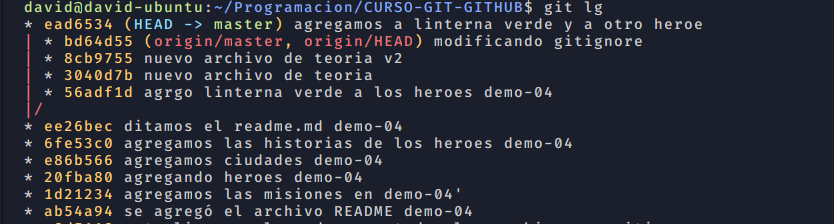 david@david-ubuntu:~/Programacion/CURSO-GIT-GITHUB$ git lg
* ead6534 (HEAD -> master) agregamos a linterna verde y a otro heroe
| * bd64d55 (origin/master, origin/HEAD) modificando gitignore
| * 8cb9755 nuevo archivo de teoria v2
| * 3040d7b nuevo archivo de teoria
| * 56adf1d agrgo linterna verde a los heroes demo-04
|/
* ee26bec ditamos el readme.md demo-04
* 6fe53c0 agregamos las historias de los heroes demo-04
* e86b566 agregamos ciudades demo-04
* 20fba80 agregando heroes demo-04
* 1d21234 agregamos las misiones en demo-04'
* ab54a94 se agregó el archivo README demo-04